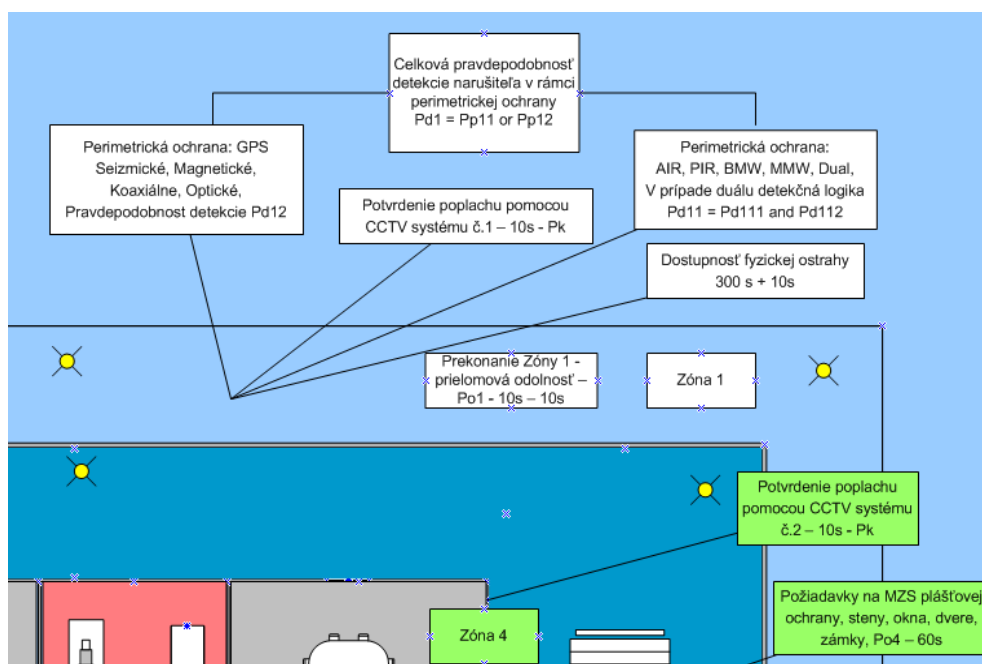 Celková pravdepodobnosť
detekcie narušiteľa v rámci
perimetrickej ochrany
Pd1 = Pp11 or Pp12
Perimetrická ochrana: GPS
Seizmické, Magnetické,
Koaxiálne, Optické,
Pravdepodobnost detekcie Pd12
Perimetrická ochrana:
AIR, PIR, BMW, MMW, Dual,
V prípade duálu detekčná logika
Pd11 = Pd111 and Pd112
Potvrdenie poplachu pomocou
CCTV systému č.1 – 10s - Pk
Dostupnosť fyzickej ostrahy
300 s + 10s
Prekonanie Zóny 1 -
prielomová odolnosť –
Po1 - 10s – 10s
Zóna 1
Potvrdenie poplachu
pomocou CCTV systému
č.2 – 10s - Pk
Požiadavky na MZS plášťovej
ochrany, steny, okna, dvere,
zámky, Po4 – 60s
Zóna 4